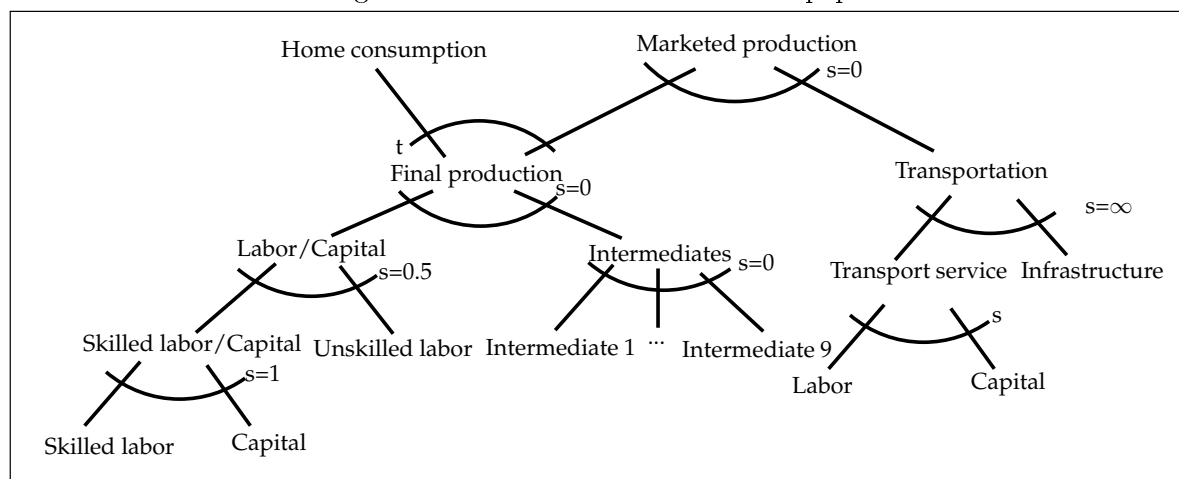 Home consumption
Marketed production
s=0
t
Final production
s=0
Transportation
s=∞
Labor/Capital
s=0.5
Intermediates
s=0
Transport service
Infrastructure
s
Skilled labor/Capital
s=1
Unskilled labor
Intermediate 1
...
Intermediate 9
Labor
Capital
Skilled labor
Capital